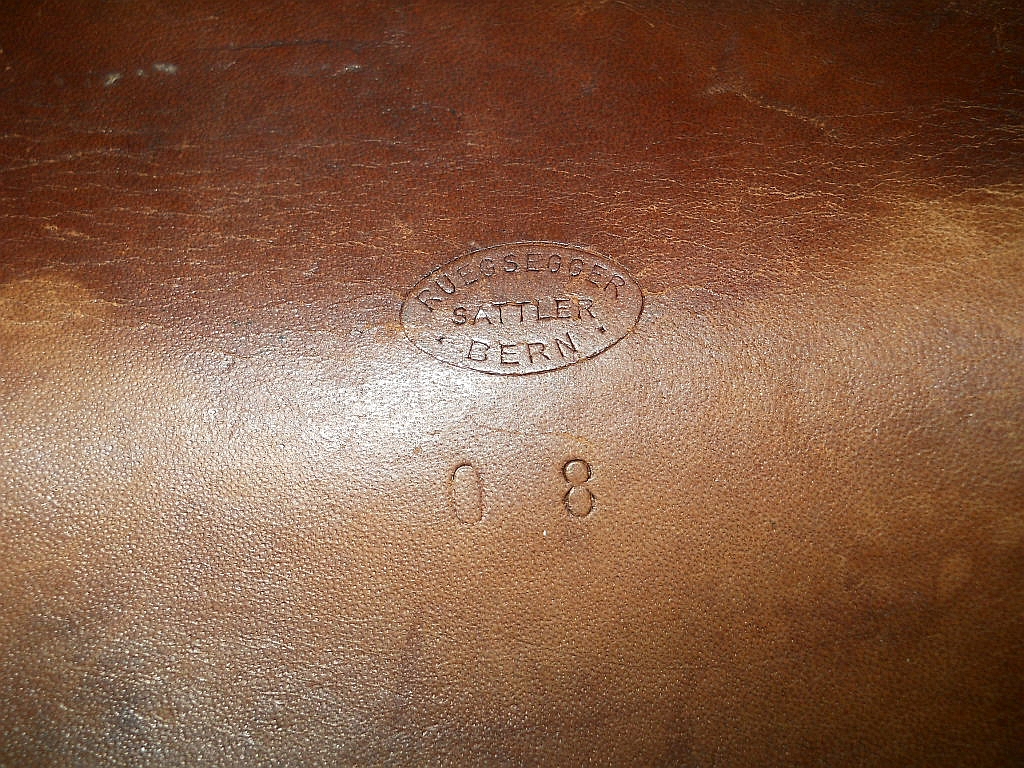 RUEGSEGGER
SATTLER
· BERN ·
0 8